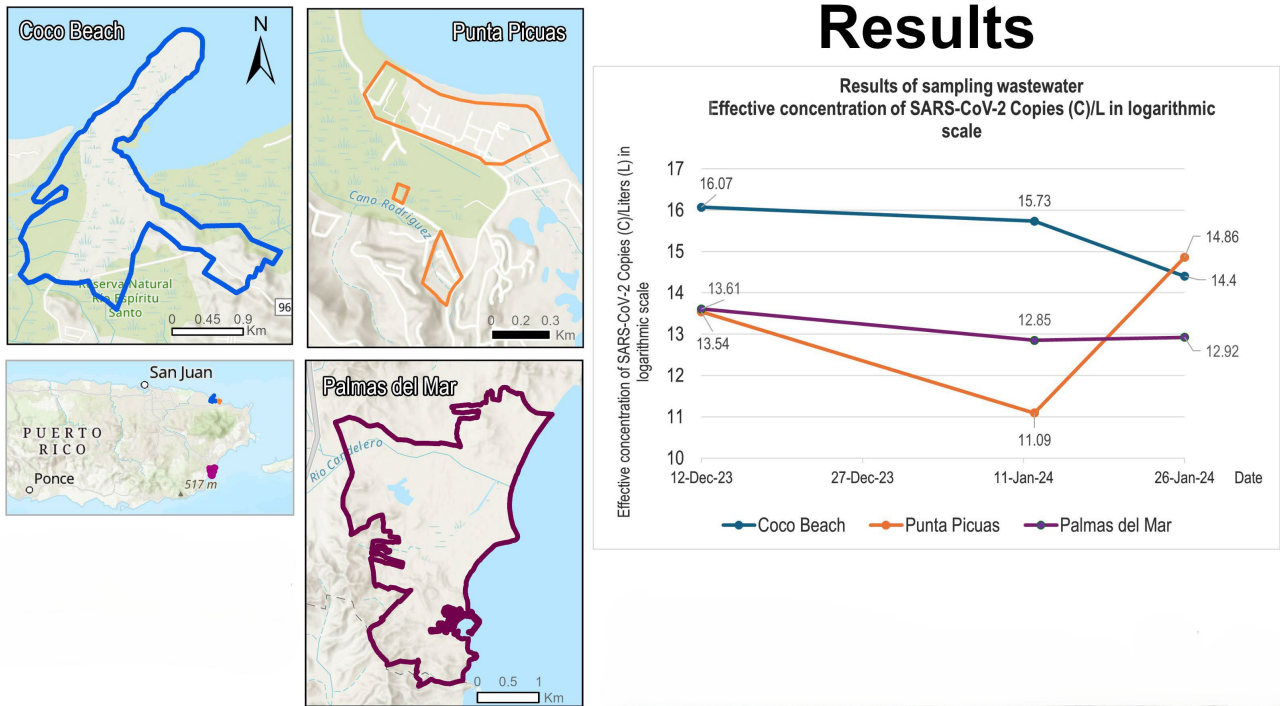 Results
Coco Beach
N
Reserva Natural
Río Espíritu
Santo
96
0 0.45 0.9
Km
Punta Picuas
Cano Rodriguez
0 0.2 0.3
Km
San Juan
PUERTO
RICO
Ponce
517 m
Palmas del Mar
Rio Candelero
0 0.5 1
Km
Results of sampling wastewater
Effective concentration of SARS-CoV-2 Copies (C)/L in logarithmic
scale
Effective concentration of SARS-CoV-2 Copies (C)/Liters (L) in
logarithmic scale
17
16
15
14
13
12
11
10
16.07
15.73
14.86
14.4
13.61
13.54
12.85
12.92
11.09
12-Dec-23 27-Dec-23 11-Jan-24 26-Jan-24 Date
Coco Beach Punta Picuas Palmas del Mar